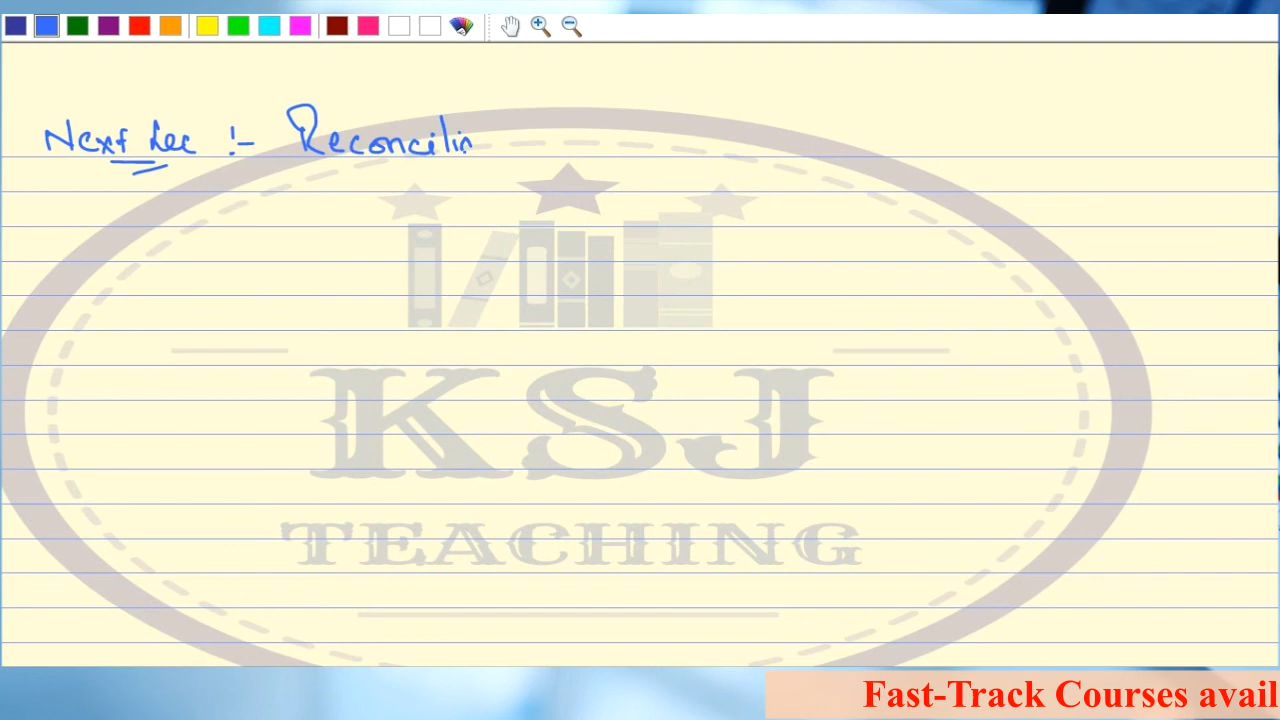 Next Lec :- Reconcilin
KSJ
TEACHING
Fast-Track Courses avail